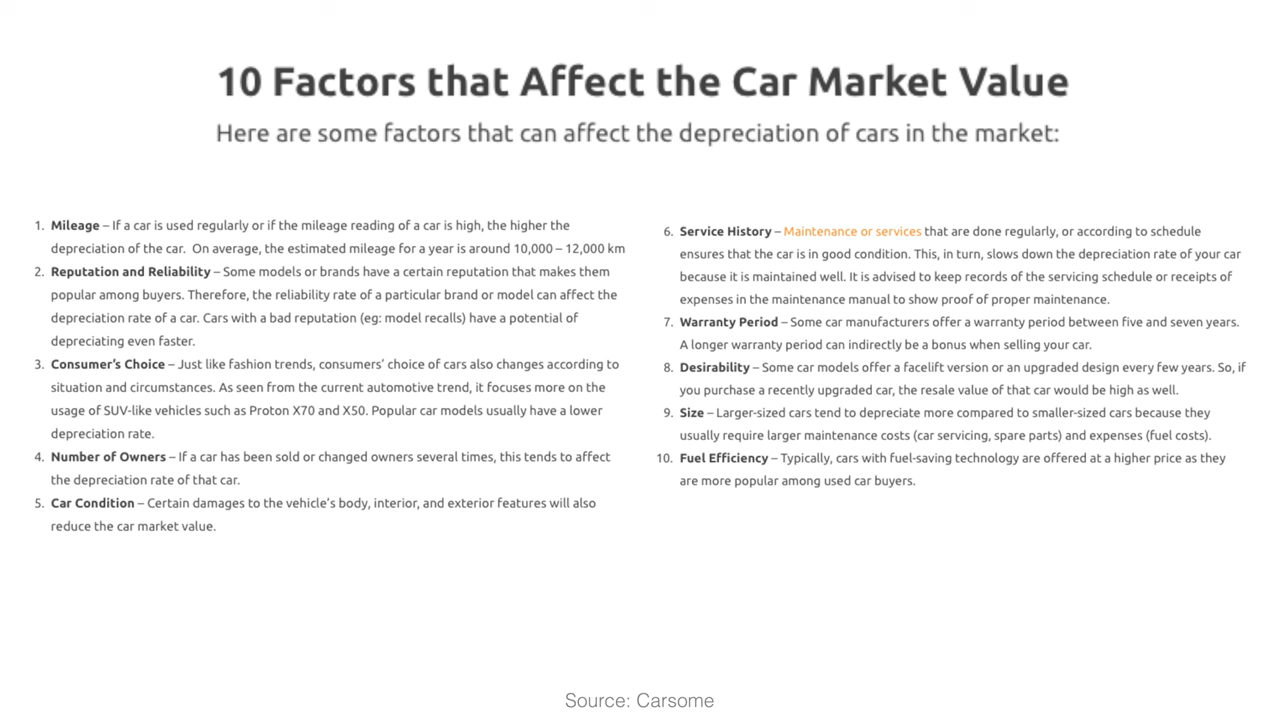 10 Factors that Affect the Car Market Value
Here are some factors that can affect the depreciation of cars in the market:
1. Mileage – If a car is used regularly or if the mileage reading of a car is high, the higher the
depreciation of the car.  On average, the estimated mileage for a year is around 10,000 – 12,000 km
2. Reputation and Reliability – Some models or brands have a certain reputation that makes them
popular among buyers. Therefore, the reliability rate of a particular brand or model can affect the
depreciation rate of a car. Cars with a bad reputation (eg: model recalls) have a potential of
depreciating even faster.
3. Consumer’s Choice – Just like fashion trends, consumers’ choice of cars also changes according to
situation and circumstances. As seen from the current automotive trend, it focuses more on the
usage of SUV-like vehicles such as Proton X70 and X50. Popular car models usually have a lower
depreciation rate.
4. Number of Owners – If a car has been sold or changed owners several times, this tends to affect
the depreciation rate of that car.
5. Car Condition – Certain damages to the vehicle’s body, interior, and exterior features will also
reduce the car market value.
6. Service History – Maintenance or services that are done regularly, or according to schedule
ensures that the car is in good condition. This, in turn, slows down the depreciation rate of your car
because it is maintained well. It is advised to keep records of the servicing schedule or receipts of
expenses in the maintenance manual to show proof of proper maintenance.
7. Warranty Period – Some car manufacturers offer a warranty period between five and seven years.
A longer warranty period can indirectly be a bonus when selling your car.
8. Desirability – Some car models offer a facelift version or an upgraded design every few years. So, if
you purchase a recently upgraded car, the resale value of that car would be high as well.
9. Size – Larger-sized cars tend to depreciate more compared to smaller-sized cars because they
usually require larger maintenance costs (car servicing, spare parts) and expenses (fuel costs).
10. Fuel Efficiency – Typically, cars with fuel-saving technology are offered at a higher price as they
are more popular among used car buyers.
Source: Carsome